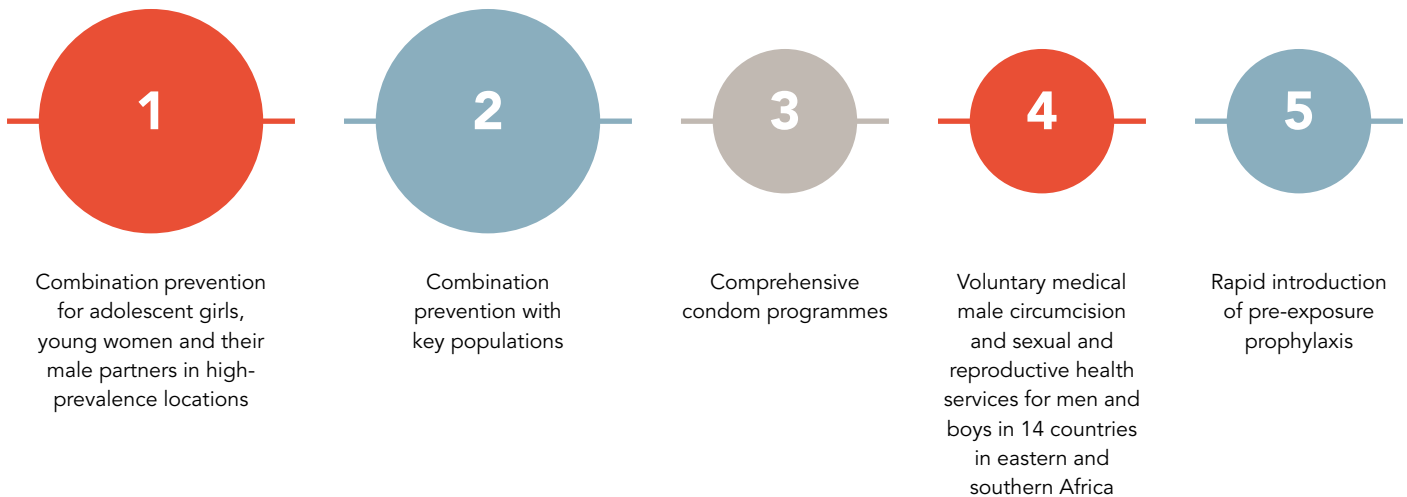 1
Combination prevention
for adolescent girls,
young women and their
male partners in high-
prevalence locations
2
Combination
prevention with
key populations
3
Comprehensive
condom programmes
4
Voluntary medical
male circumcision
and sexual and
reproductive health
services for men and
boys in 14 countries
in eastern and
southern Africa
5
Rapid introduction
of pre-exposure
prophylaxis